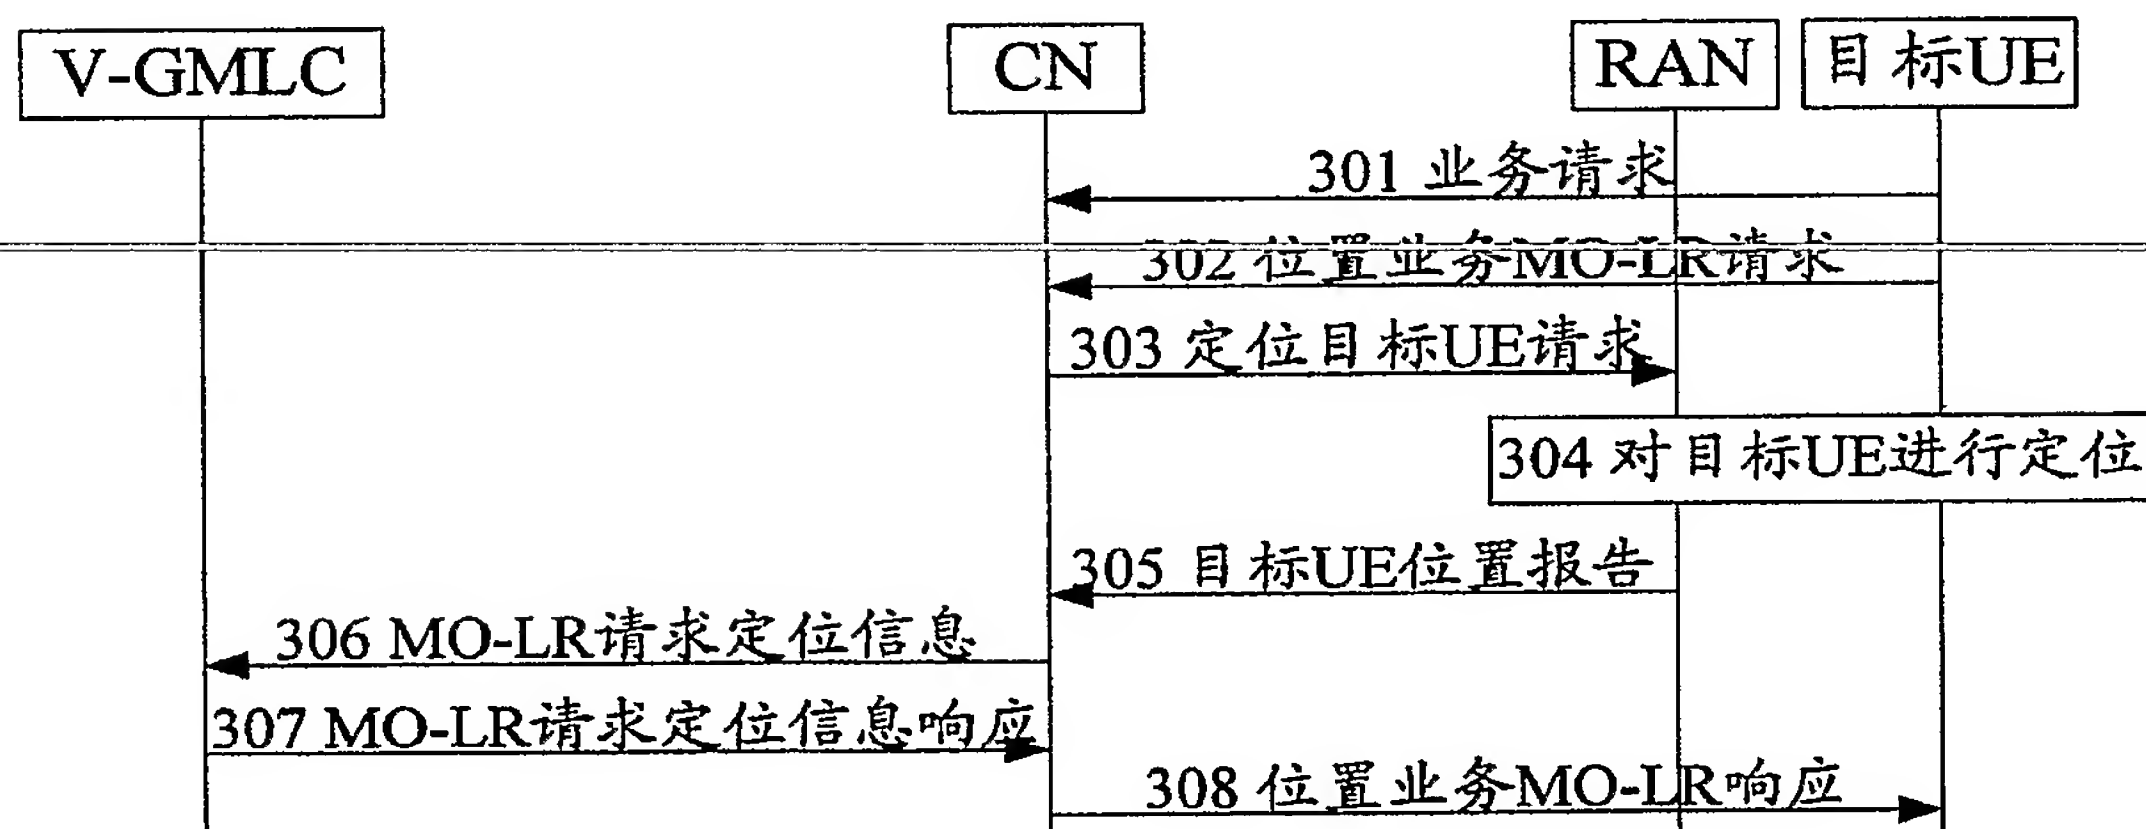 V-GMLC
CN
RAN
目标UE
301 业务请求
302 位置业务MO-LR请求
303 定位目标UE请求
304 对目标UE进行定位
305 目标UE位置报告
306 MO-LR请求定位信息
307 MO-LR请求定位信息响应
308 位置业务MO-LR响应